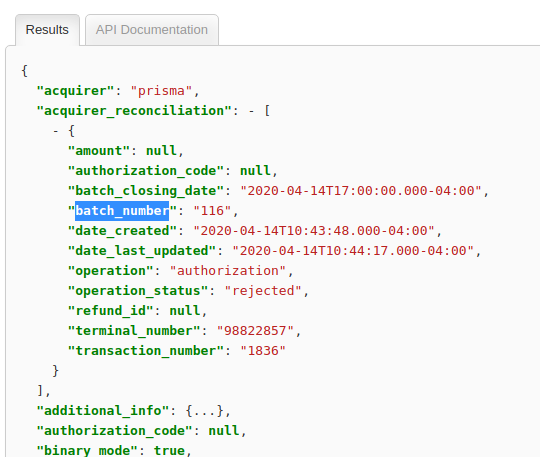 Results
API Documentation
{
"acquirer": "prisma",
"acquirer_reconciliation": - [
- {
"amount": null,
"authorization_code": null,
"batch_closing_date": "2020-04-14T17:00:00.000-04:00",
"batch_number": "116",
"date_created": "2020-04-14T10:43:48.000-04:00",
"date_last_updated": "2020-04-14T10:44:17.000-04:00",
"operation": "authorization",
"operation_status": "rejected",
"refund_id": null,
"terminal_number": "98822857",
"transaction_number": "1836"
}
],
"additional_info": {...},
"authorization_code": null,
"binary_mode": true,